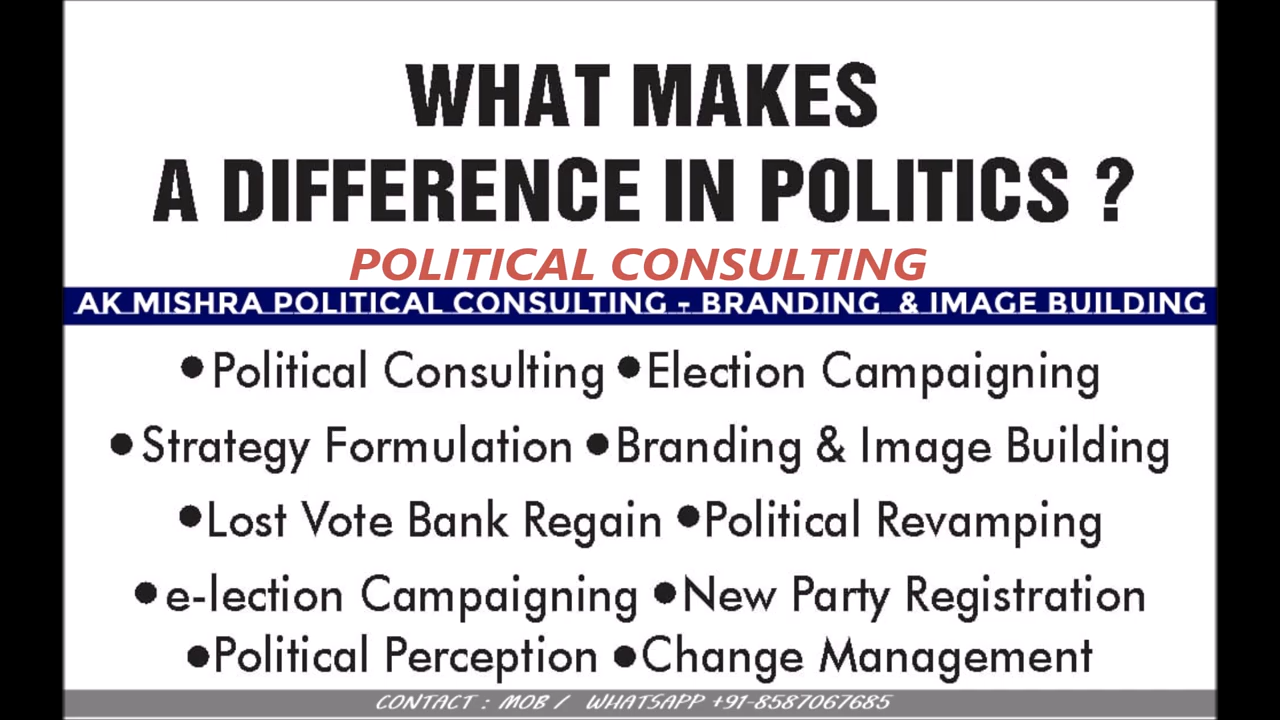 WHAT MAKES
A DIFFERENCE IN POLITICS ?
POLITICAL CONSULTING
AK MISHRA POLITICAL CONSULTING - BRANDING & IMAGE BUILDING
•Political Consulting •Election Campaigning
•Strategy Formulation •Branding & Image Building
•Lost Vote Bank Regain •Political Revamping
•e-lection Campaigning •New Party Registration
•Political Perception •Change Management
CONTACT : MOB / WHATSAPP +91-8587067685